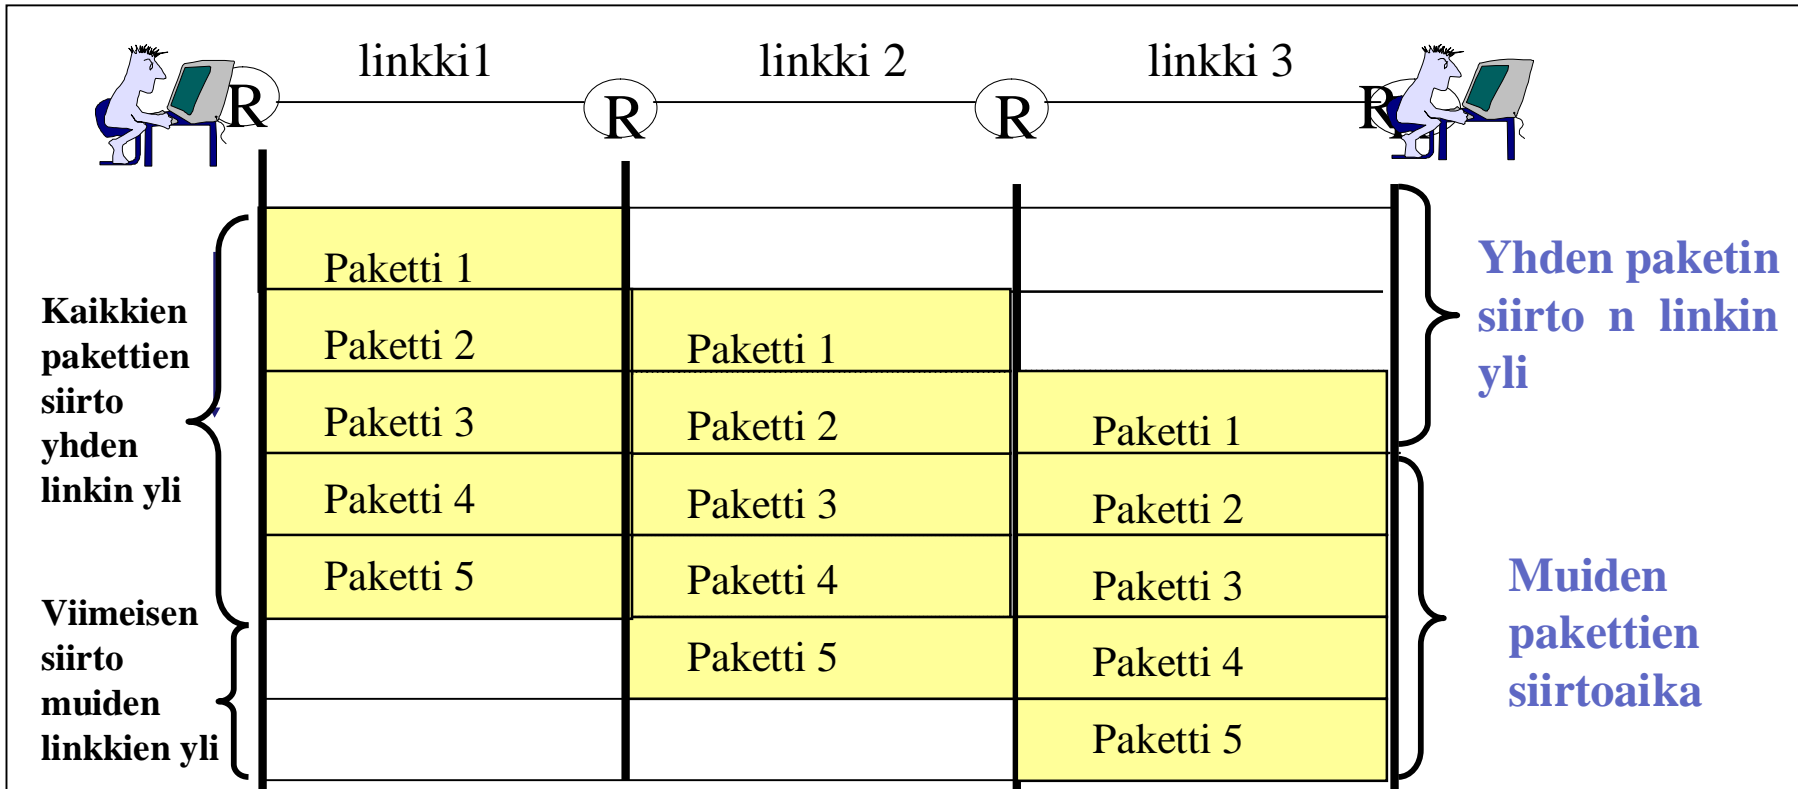 linkki1
linkki 2
linkki 3
R
R
R
R
Kaikkien
pakettien
siirto
yhden
linkin yli
Viimeisen
siirto
muiden
linkkien yli
Paketti 1
Paketti 2
Paketti 3
Paketti 4
Paketti 5
Paketti 1
Paketti 2
Paketti 3
Paketti 4
Paketti 5
Paketti 1
Paketti 2
Paketti 3
Paketti 4
Paketti 5
Yhden paketin
siirto n linkin
yli
Muiden
pakettien
siirtoaika